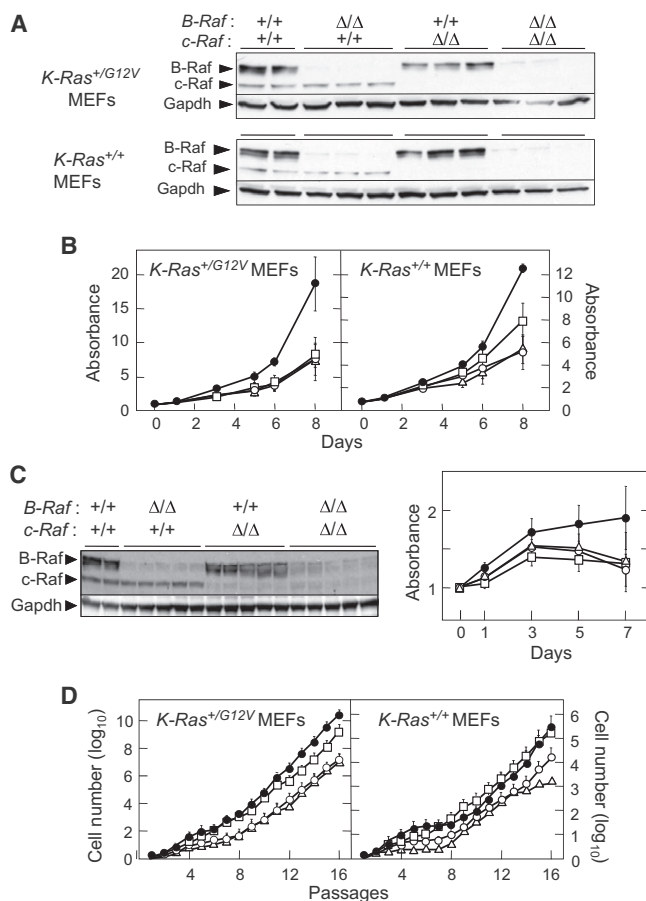 A
B-Raf : +/+ Δ/Δ +/+ Δ/Δ
c-Raf : +/+ +/+ Δ/Δ Δ/Δ
K-Ras+/G12V
MEFs
B-Raf
c-Raf
Gapdh
K-Ras+/+
MEFs
B-Raf
c-Raf
Gapdh
B
K-Ras+/G12V MEFs
K-Ras+/+ MEFs
Absorbance
20
15
10
5
0
0 2 4 6 8
0 2 4 6 8
12
10
8
6
4
2
0
Absorbance
Days
C
B-Raf : +/+ Δ/Δ +/+ Δ/Δ
c-Raf : +/+ +/+ Δ/Δ Δ/Δ
B-Raf
c-Raf
Gapdh
Absorbance
2
1
0 1 3 5 7
Days
D
K-Ras+/G12V MEFs
K-Ras+/+ MEFs
Cell number (log10)
10
8
6
4
2
0
4 8 12 16
4 8 12 16
6
5
4
3
2
1
0
Cell number (log10)
Passages